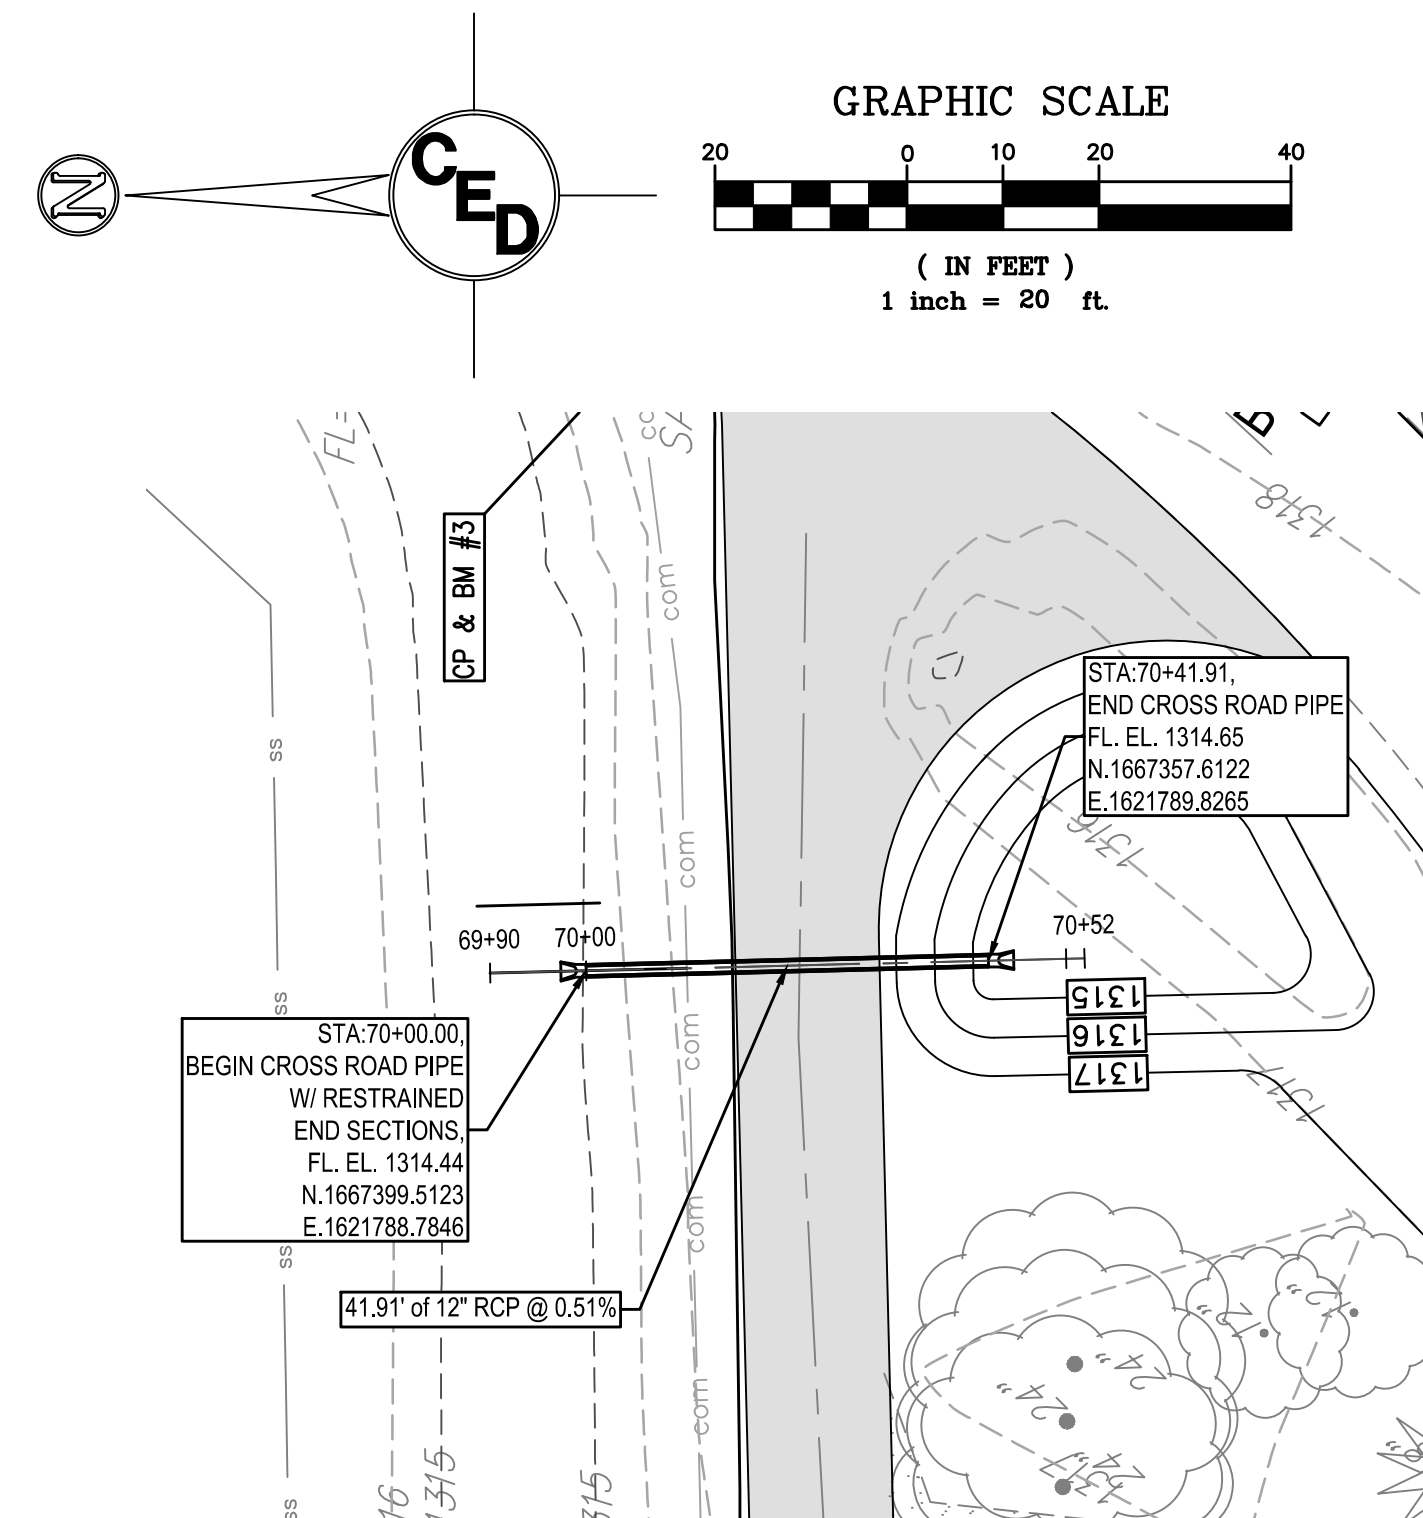 N
CED
GRAPHIC SCALE
20 0 10 20 40
( IN FEET )
1 inch = 20 ft.
FL=
CP & BM #3
com
1318
STA:70+41.91,
END CROSS ROAD PIPE
FL. EL. 1314.65
N.1667357.6122
E.1621789.8265
ss
1316
com
69+90
70+00
70+52
1315
1316
1317
ss
com
1317
STA:70+00.00,
BEGIN CROSS ROAD PIPE
W/ RESTRAINED
END SECTIONS,
FL. EL. 1314.44
N.1667399.5123
E.1621788.7846
ss
com
41.91' of 12" RCP @ 0.51%
12"
12"
24"
24"
24"
com
1315
ss